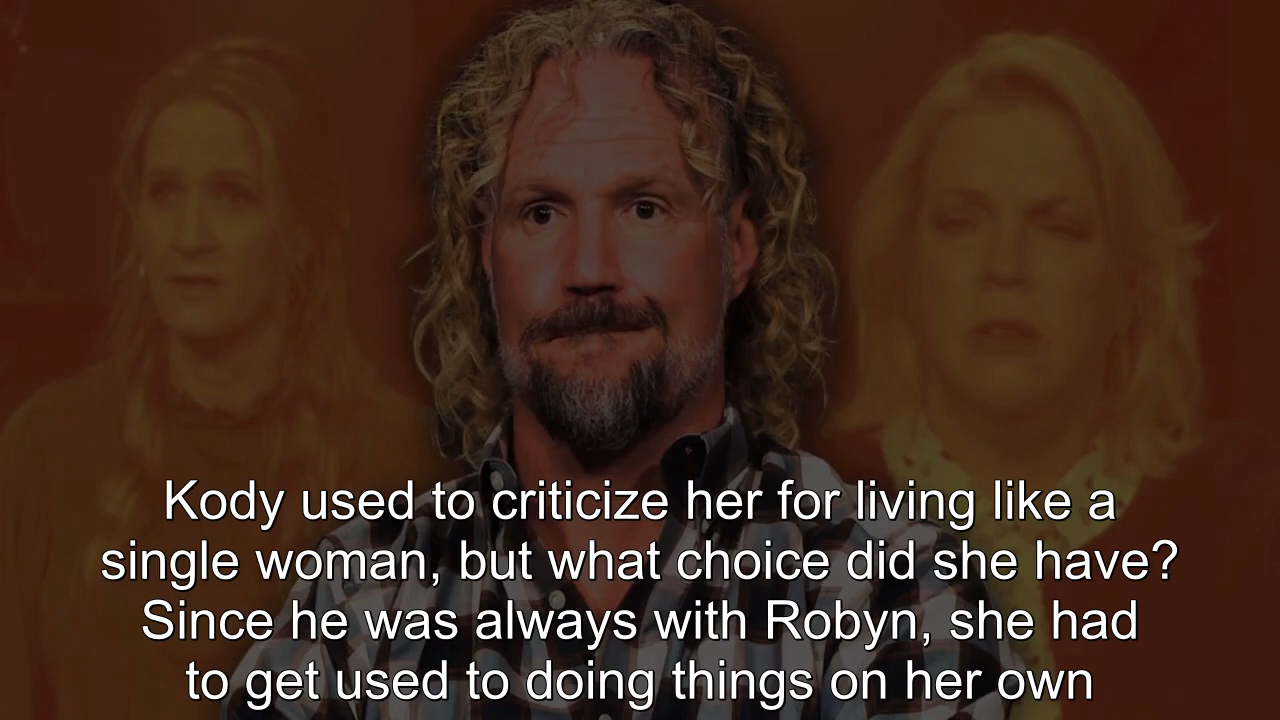 Kody used to criticize her for living like a
single woman, but what choice did she have?
Since he was always with Robyn, she had
to get used to doing things on her own